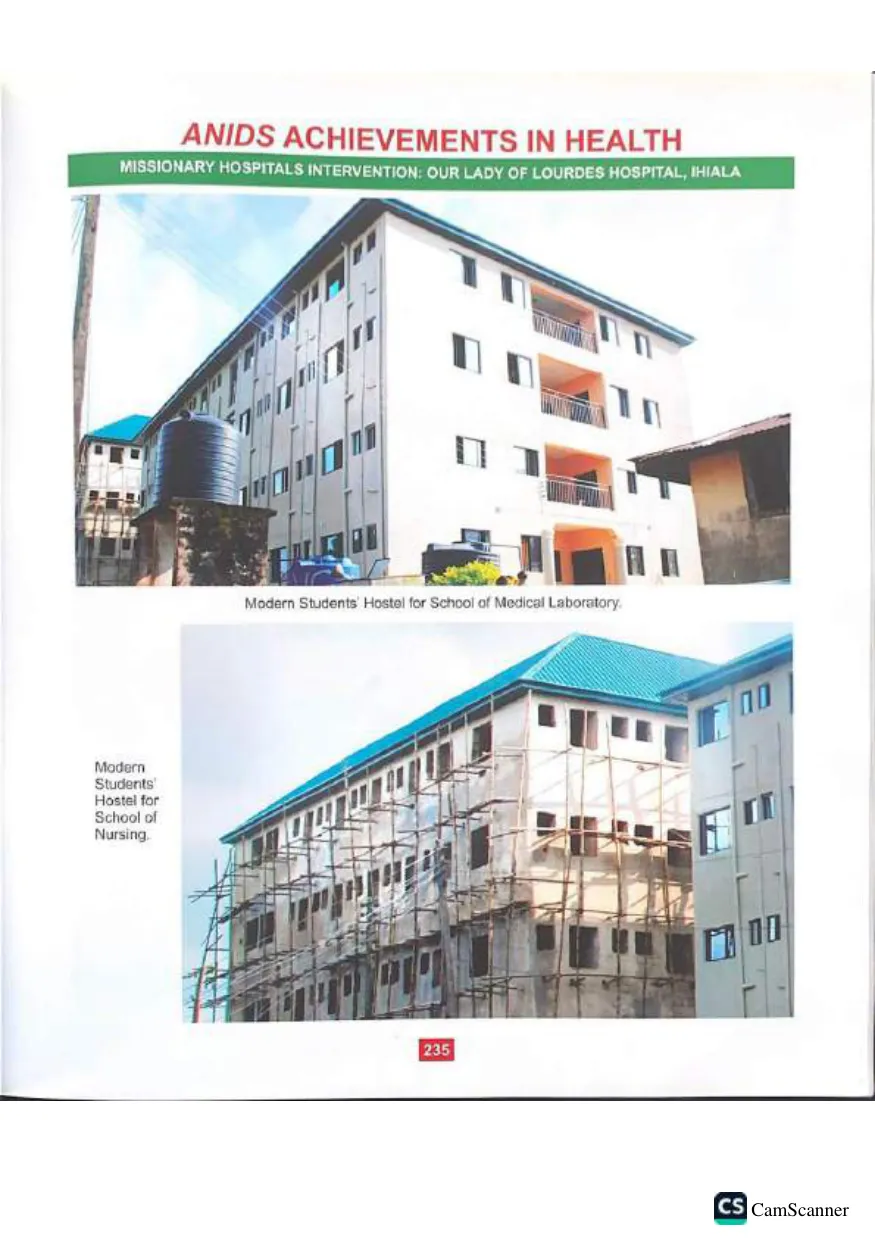 ANIDS ACHIEVEMENTS IN HEALTH
MISSIONARY HOSPITALS INTERVENTION: OUR LADY OF LOURDES HOSPITAL, IHIALA
Modern Students' Hostel for School of Medical Laboratory.
Modern
Students'
Hostel for
School of
Nursing.
235
CS CamScanner